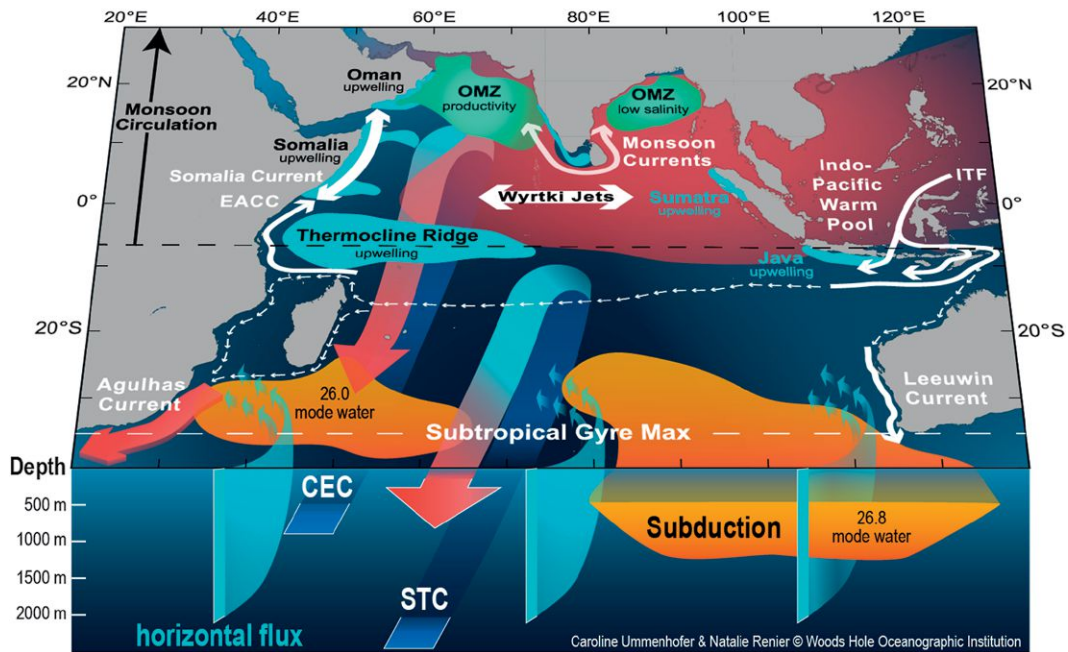 20°E 40°E 60°E 80°E 100°E 120°E
20°N
20°N
Monsoon
Circulation
Oman
upwelling
OMZ
productivity
OMZ
low salinity
Somalia
upwelling
Monsoon
Currents
Somalia Current
EACC
0°
Wyrtki Jets
Sumatra
upwelling
Indo-
Pacific
Warm
Pool
ITF
0°
Thermocline Ridge
upwelling
Java
upwelling
20°S
20°S
Agulhas
Current
26.0
mode water
Leeuwin
Current
Subtropical Gyre Max
Depth
500 m
1000 m
1500 m
2000 m
CEC
STC
Subduction
26.8
mode water
horizontal flux
Caroline Ummenhofer & Natalie Renier © Woods Hole Oceanographic Institution